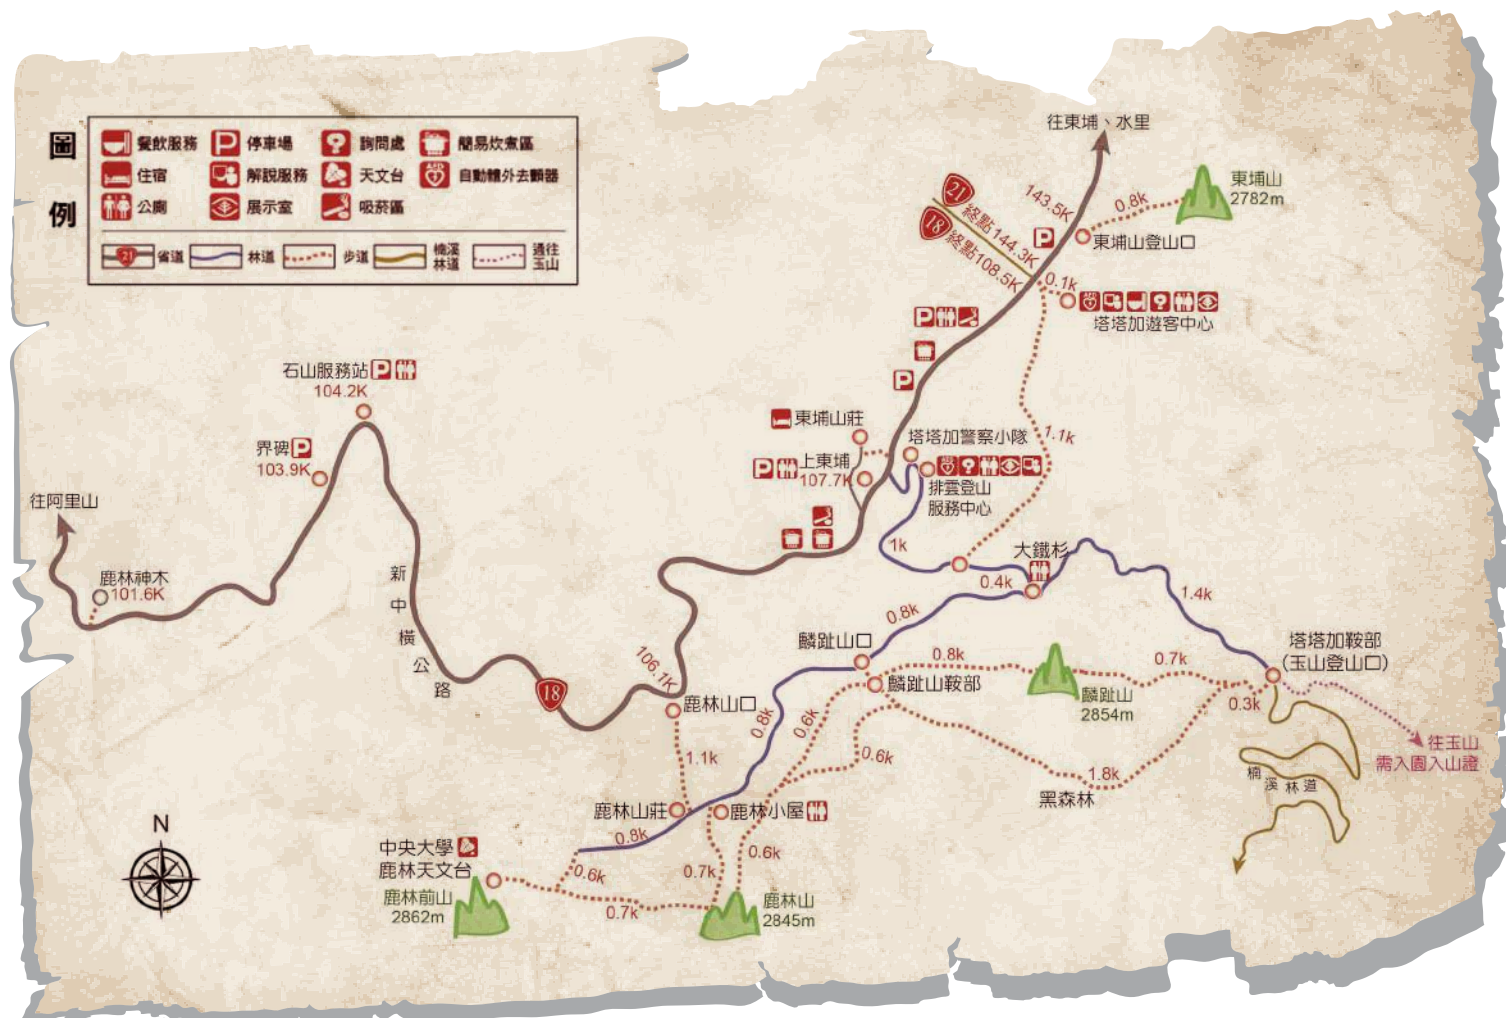 圖例
餐飲服務
停車場
詢問處
簡易炊煮區
住宿
解說服務
天文台
自動體外去顫器
公廁
展示室
吸菸區
21
省道
林道
步道
楠溪
林道
通往
玉山
往東埔、水里
東埔山
2782m
0.8k
143.5K
東埔山登山口
21
終點144.3K
18
終點108.5K
0.1k
塔塔加遊客中心
石山服務站
104.2K
界碑
103.9K
往阿里山
鹿林神木
101.6K
新中橫公路
18
東埔山莊
上東埔
107.7K
塔塔加警察小隊
排雲登山
服務中心
1.1k
1k
大鐵杉
0.4k
0.8k
1.4k
塔塔加鞍部
(玉山登山口)
麟趾山口
麟趾山鞍部
0.8k
0.7k
麟趾山
2854m
0.3k
往玉山
需入園入山證
楠溪林道
106.1K
鹿林山口
1.1k
0.8k
0.6k
0.6k
1.8k
黑森林
鹿林山莊
鹿林小屋
0.8k
0.6k
0.7k
0.6k
0.7k
中央大學
鹿林天文台
鹿林前山
2862m
鹿林山
2845m
N